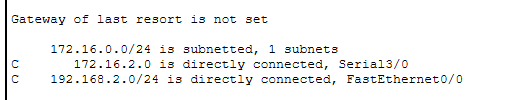 Gateway of last resort is not set
172.16.0.0/24 is subnetted, 1 subnets
C 172.16.2.0 is directly connected, Serial3/0
C 192.168.2.0/24 is directly connected, FastEthernet0/0